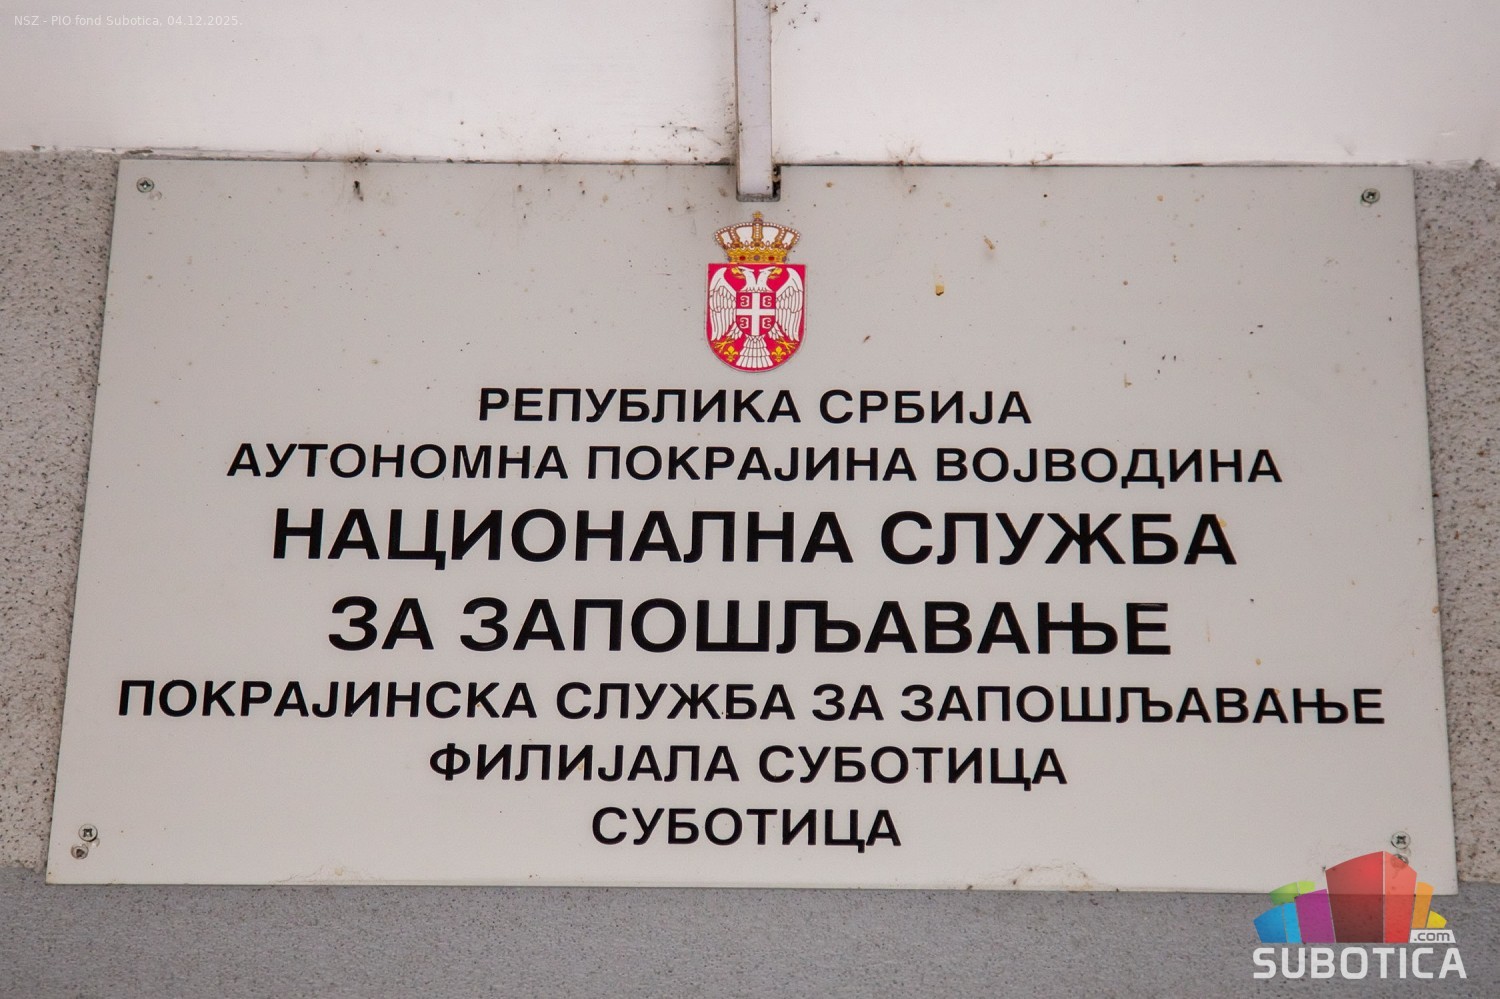 NSZ - PIO fond Subotica, 04.12.2025.
РЕПУБЛИКА СРБИЈА
АУТОНОМНА ПОКРАЈИНА ВОЈВОДИНА
НАЦИОНАЛНА СЛУЖБА
ЗА ЗАПОШЉАВАЊЕ
ПОКРАЈИНСКА СЛУЖБА ЗА ЗАПОШЉАВАЊЕ
ФИЛИЈАЛА СУБОТИЦА
СУБОТИЦА
.com
SUBOTICA